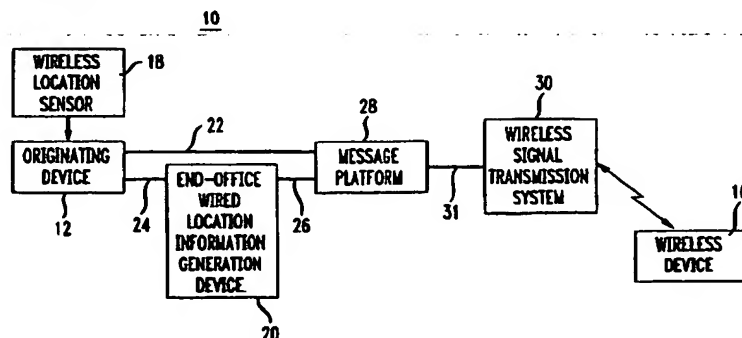 10
WIRELESS
LOCATION
SENSOR
18
ORIGINATING
DEVICE
12
22
24
END-OFFICE
WIRED
LOCATION
INFORMATION
GENERATION
DEVICE
20
26
28
MESSAGE
PLATFORM
31
30
WIRELESS
SIGNAL
TRANSMISSION
SYSTEM
WIRELESS
DEVICE